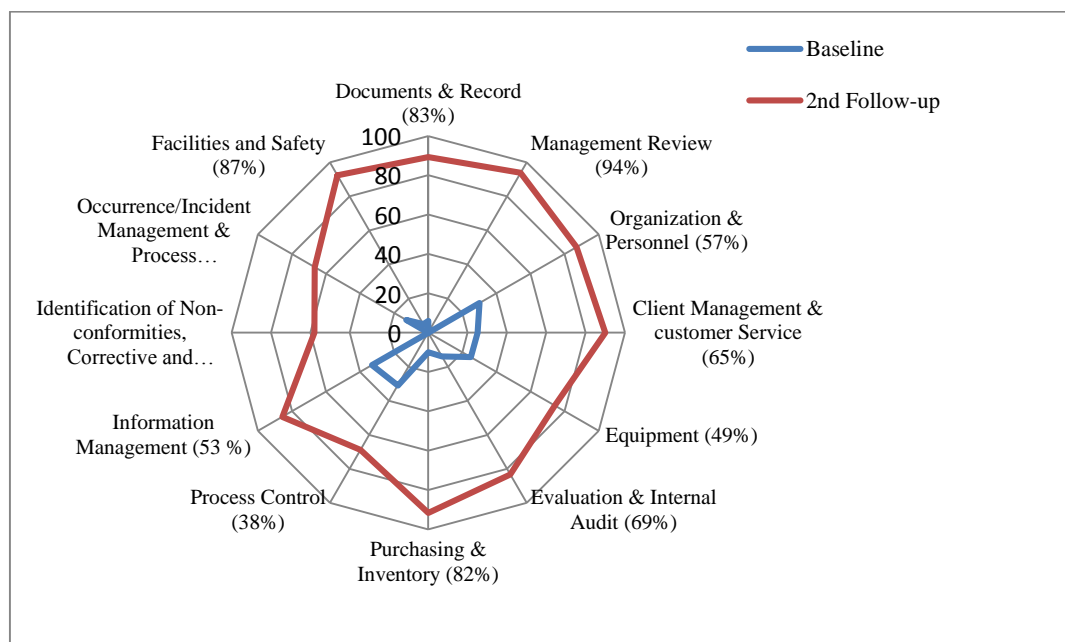 Baseline
2nd Follow-up
Documents & Record
(83%)
Management Review
(94%)
Organization &
Personnel (57%)
Client Management &
customer Service
(65%)
Equipment (49%)
Evaluation & Internal
Audit (69%)
Purchasing &
Inventory (82%)
Process Control
(38%)
Information
Management (53 %)
Identification of Non-
conformities,
Corrective and…
Occurrence/Incident
Management &
Process…
Facilities and Safety
(87%)
100
80
60
40
20
0